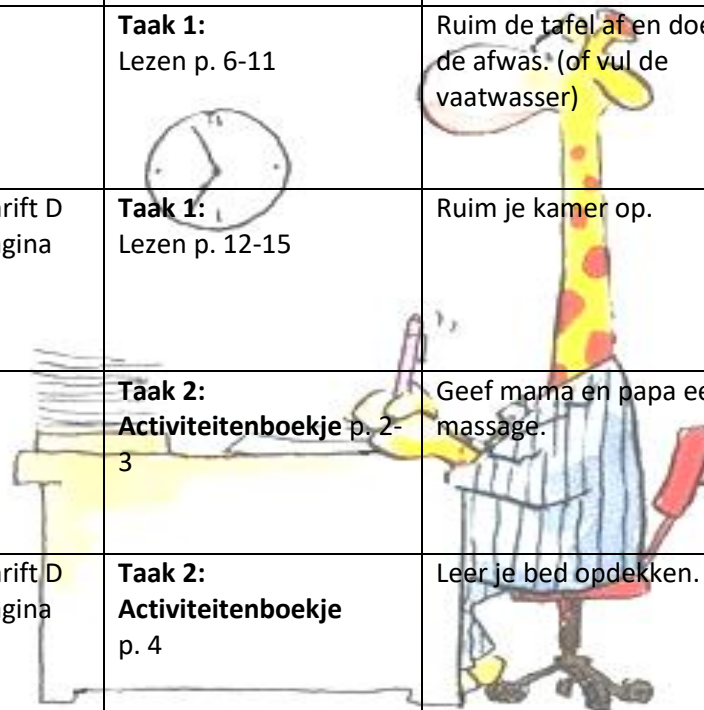 Taak 1:
Lezen p. 6-11
Ruim de tafel af en doe
de afwas. (of vul de
vaatwasser)
rift D
gina
Taak 1:
Lezen p. 12-15
Ruim je kamer op.
Taak 2:
Activiteitenboekje p. 2-
3
Geef mama en papa ee
massage.
rift D
gina
Taak 2:
Activiteitenboekje
p. 4
Leer je bed opdekken.